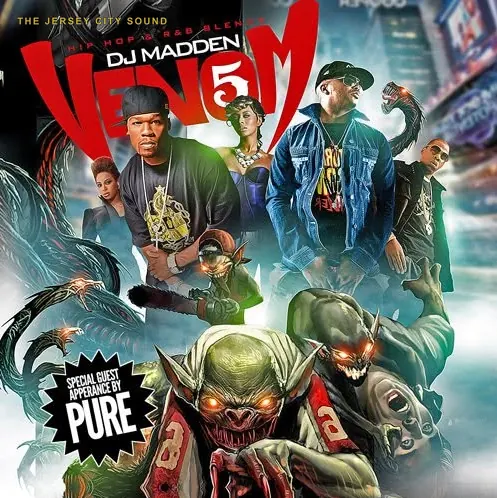 THE JERSEY CITY SOUND
HIP HOP & R&B BLENDS
DJ MADDEN
VENOM
5
SPECIAL GUEST
APPERANCE BY
PURE
a a